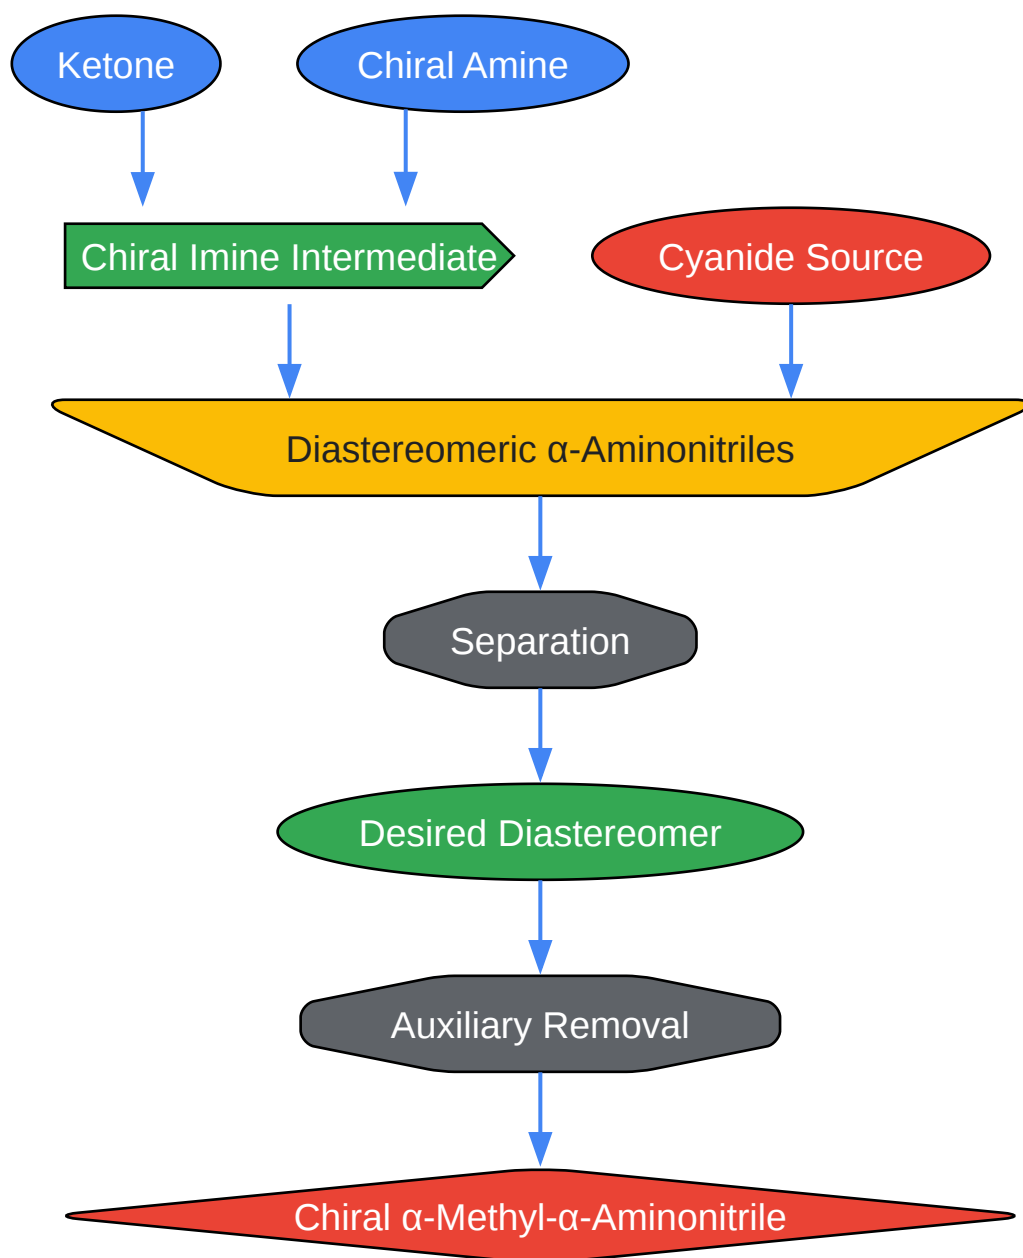 Ketone
Chiral Amine
Chiral Imine Intermediate
Cyanide Source
Diastereomeric α-Aminonitriles
Separation
Desired Diastereomer
Auxiliary Removal
Chiral α-Methyl-α-Aminonitrile